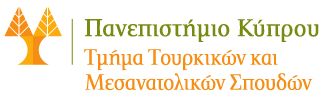 Πανεπιστήμιο Κύπρου
Τμήμα Τουρκικών και
Μεσανατολικών Σπουδών